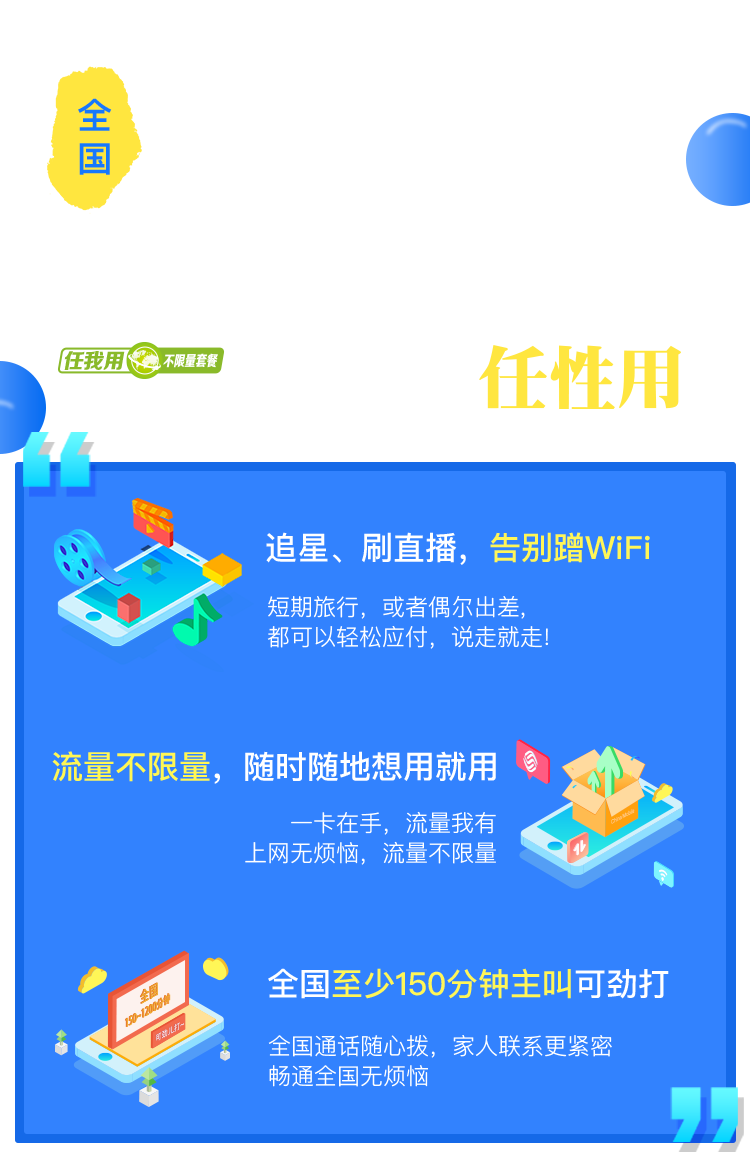 全
国
任我用 不限量套餐
任性用
追星、刷直播，告别蹭WiFi
短期旅行，或者偶尔出差,
都可以轻松应付，说走就走!
流量不限量，随时随地想用就用
一卡在手，流量我有
上网无烦恼，流量不限量
全国
150-1200分钟
可劲儿打~
全国至少150分钟主叫可劲打
全国通话随心拨，家人联系更紧密
畅通全国无烦恼